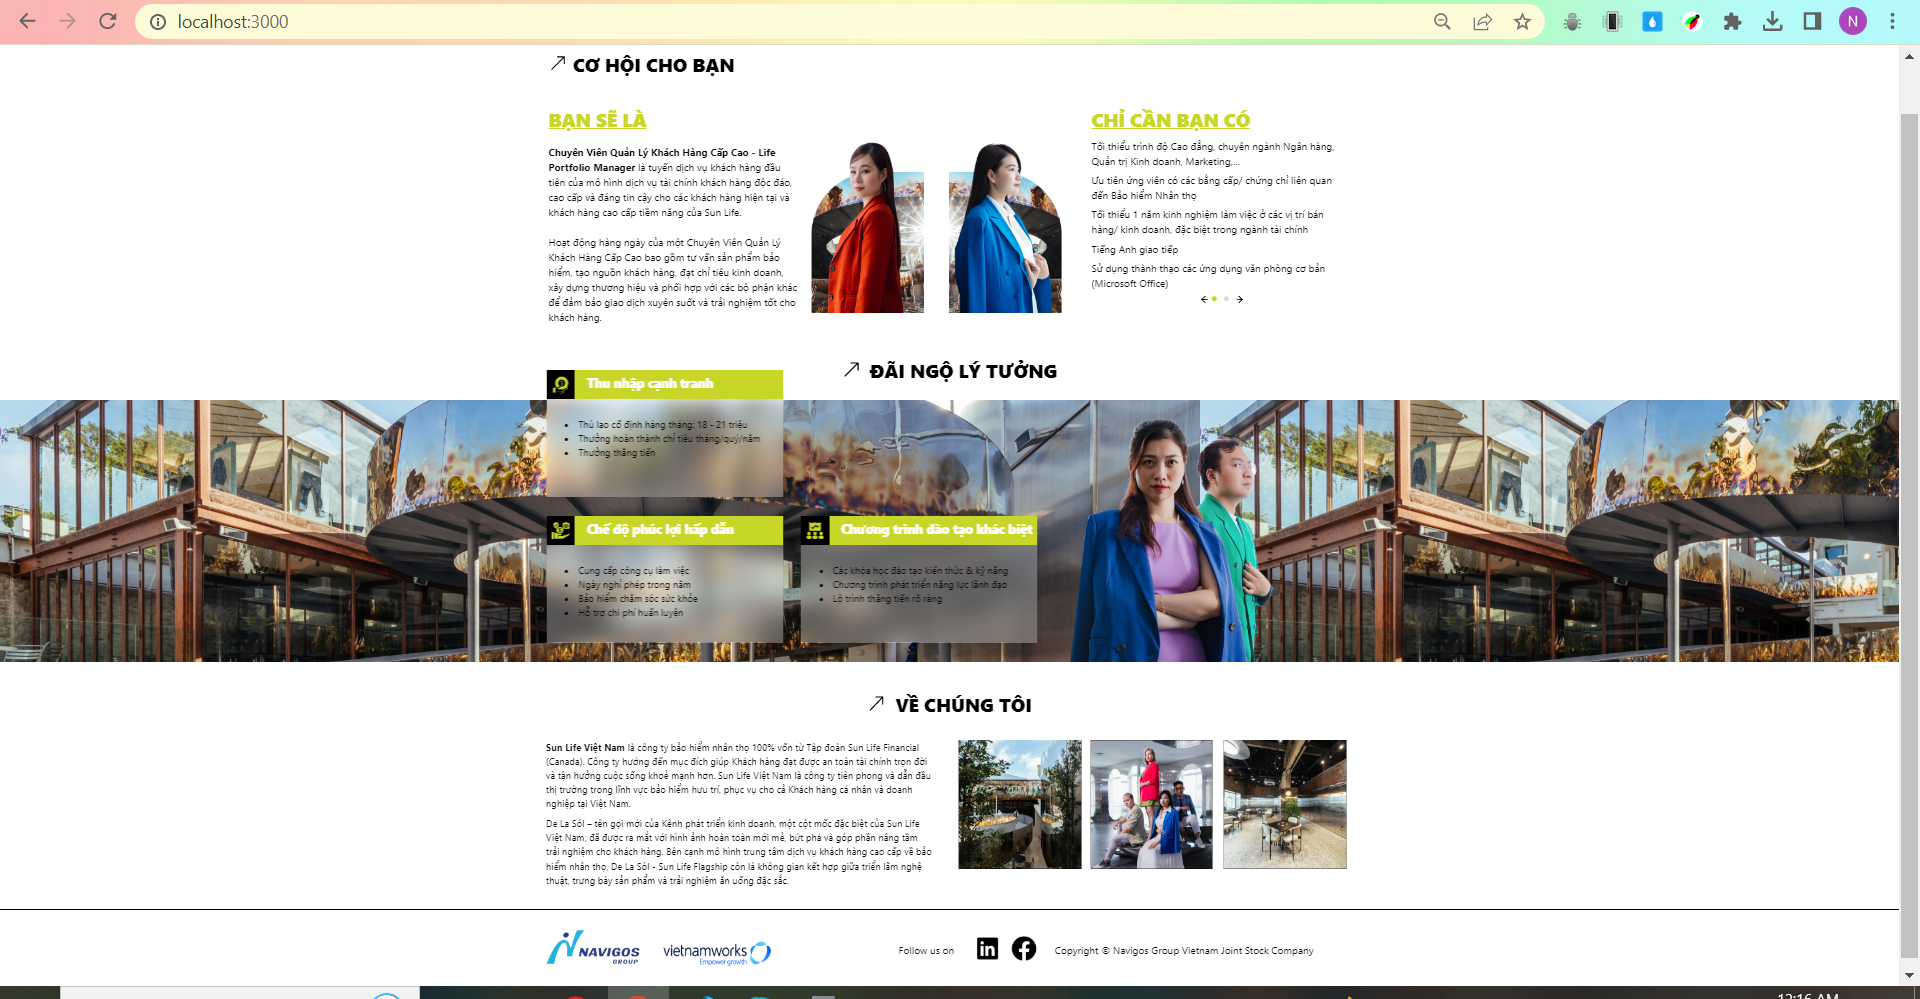 localhost:3000
N
CƠ HỘI CHO BẠN
BẠN SẼ LÀ
Chuyên Viên Quản Lý Khách Hàng Cấp Cao - Life
Portfolio Manager là tuyến dịch vụ khách hàng đầu
tiên của mô hình dịch vụ tài chính khách hàng độc đáo,
cao cấp và đáng tin cậy cho các khách hàng hiện tại và
khách hàng cao cấp tiềm năng của Sun Life.
Hoạt động hàng ngày của một Chuyên Viên Quản Lý
Khách Hàng Cấp Cao bao gồm tư vấn sản phẩm bảo
hiểm, tạo nguồn khách hàng, đạt chỉ tiêu kinh doanh,
xây dựng thương hiệu và phối hợp với các bộ phận khác
để đảm bảo giao dịch xuyên suốt và trải nghiệm tốt cho
khách hàng.
CHỈ CẦN BẠN CÓ
Tối thiểu trình độ Cao đẳng, chuyên ngành Ngân hàng,
Quản trị Kinh doanh, Marketing,...
Ưu tiên ứng viên có các bằng cấp/ chứng chỉ liên quan
đến Bảo hiểm Nhân thọ
Tối thiểu 1 năm kinh nghiệm làm việc ở các vị trí bán
hàng/ kinh doanh, đặc biệt trong ngành tài chính
Tiếng Anh giao tiếp
Sử dụng thành thạo các ứng dụng văn phòng cơ bản
(Microsoft Office)
ĐÃI NGỘ LÝ TƯỞNG
Thu nhập cạnh tranh
• Thù lao cố định hàng tháng: 18 - 21 triệu
• Thưởng hoàn thành chỉ tiêu tháng/quý/năm
• Thưởng thăng tiến
Chế độ phúc lợi hấp dẫn
• Cung cấp công cụ làm việc
• Ngày nghỉ phép trong năm
• Bảo hiểm chăm sóc sức khỏe
• Hỗ trợ chi phí huấn luyện
Chương trình đào tạo khác biệt
• Các khóa học đào tạo kiến thức & kỹ năng
• Chương trình phát triển năng lực lãnh đạo
• Lộ trình thăng tiến rõ ràng
VỀ CHÚNG TÔI
Sun Life Việt Nam là công ty bảo hiểm nhân thọ 100% vốn từ Tập đoàn Sun Life Financial
(Canada). Công ty hướng đến mục đích giúp Khách hàng đạt được an toàn tài chính trọn đời
và tận hưởng cuộc sống khoẻ mạnh hơn. Sun Life Việt Nam là công ty tiên phong và dẫn đầu
thị trường trong lĩnh vực bảo hiểm hưu trí, phục vụ cho cả Khách hàng cá nhân và doanh
nghiệp tại Việt Nam.
De La Sól – tên gọi mới của Kênh phát triển kinh doanh, một cột mốc đặc biệt của Sun Life
Việt Nam, đã được ra mắt với hình ảnh hoàn toàn mới mẻ, bứt phá và góp phần nâng tầm
trải nghiệm cho khách hàng. Bên cạnh mô hình trung tâm dịch vụ khách hàng cao cấp về bảo
hiểm nhân thọ, De La Sól - Sun Life Flagship còn là không gian kết hợp giữa triển lãm nghệ
thuật, trưng bày sản phẩm và trải nghiệm ăn uống đặc sắc.
NAVIGOS
GROUP
vietnamworks
Empower growth
Follow us on
Copyright © Navigos Group Vietnam Joint Stock Company
12:16 AM